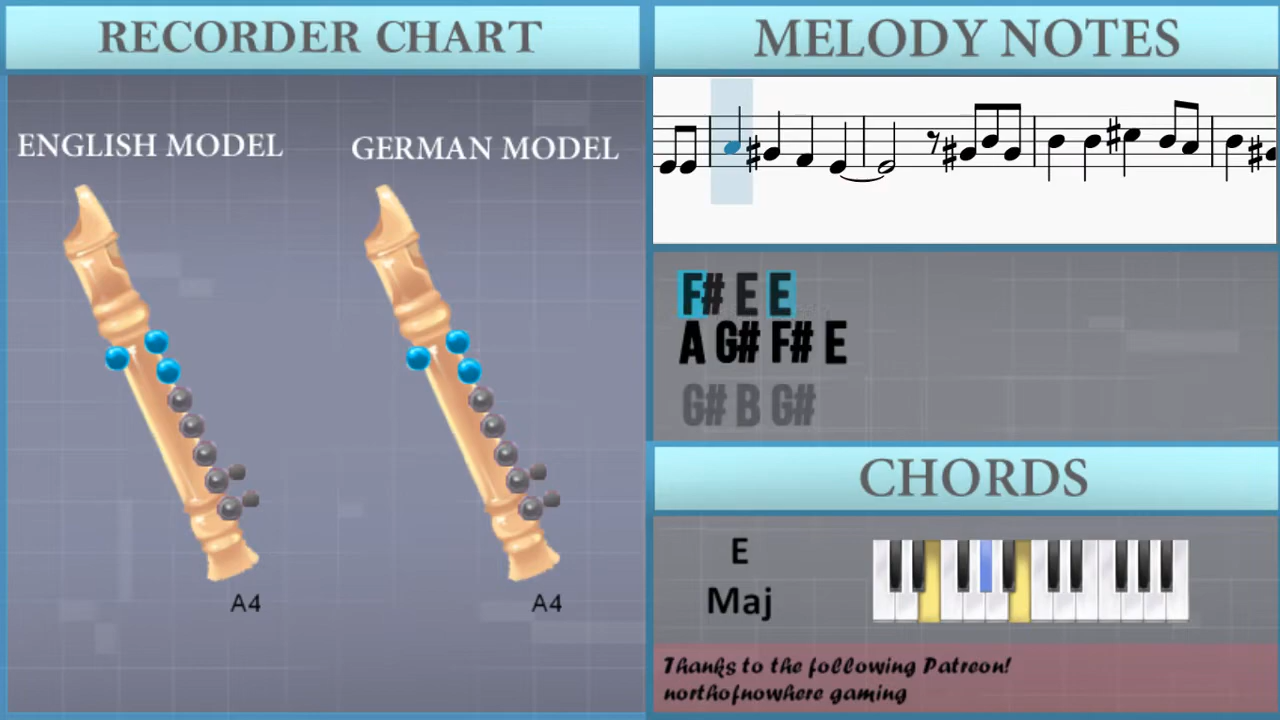 RECORDER CHART
ENGLISH MODEL
GERMAN MODEL
A4
A4
MELODY NOTES
F# E E
A G# F# E
G# B G#
CHORDS
E
Maj
Thanks to the following Patreon!
northofnowhere gaming